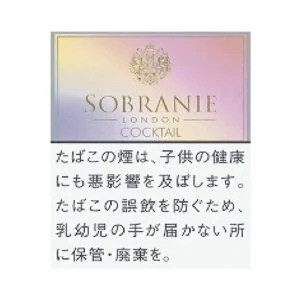 SOBRANIE
LONDON
COCKTAIL
たばこの煙は、子供の健康
にも悪影響を及ぼします。
たばこの誤飲を防ぐため、
乳幼児の手が届かない所
に保管・廃棄を。